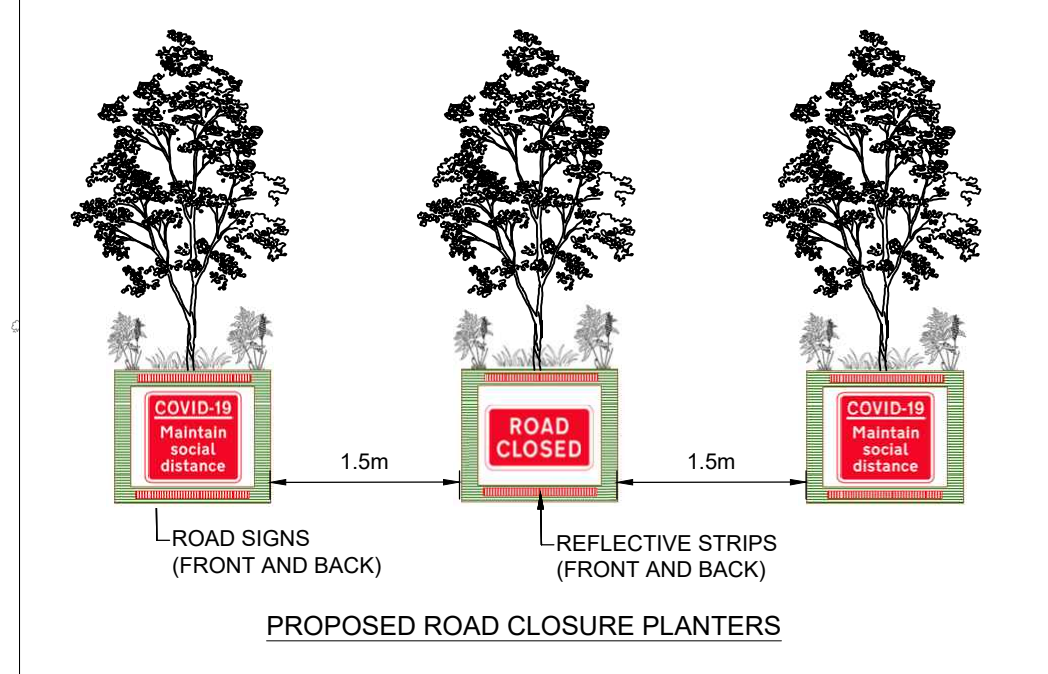 COVID-19
Maintain
social
distance
ROAD
CLOSED
COVID-19
Maintain
social
distance
1.5m
1.5m
ROAD SIGNS
(FRONT AND BACK)
REFLECTIVE STRIPS
(FRONT AND BACK)
PROPOSED ROAD CLOSURE PLANTERS